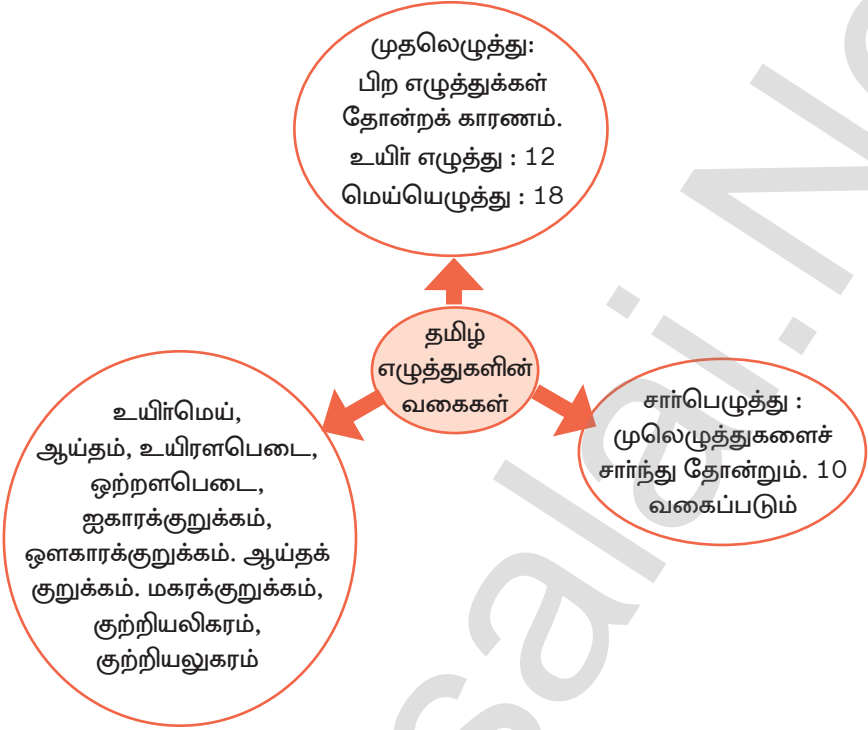 முதலெழுத்து:
பிற எழுத்துக்கள்
தோன்றக் காரணம்.
உயிர் எழுத்து : 12
மெய்யெழுத்து : 18
தமிழ்
எழுத்துகளின்
வகைகள்
சார்பெழுத்து :
முலெழுத்துகளைச்
சார்ந்து தோன்றும். 10
வகைப்படும்
உயிர்மெய்,
ஆய்தம், உயிரளபெடை,
ஒற்றளபெடை,
ஐகாரக்குறுக்கம்,
ஔகாரக்குறுக்கம். ஆய்தக்
குறுக்கம். மகரக்குறுக்கம்,
குற்றியலிகரம்,
குற்றியலுகரம்